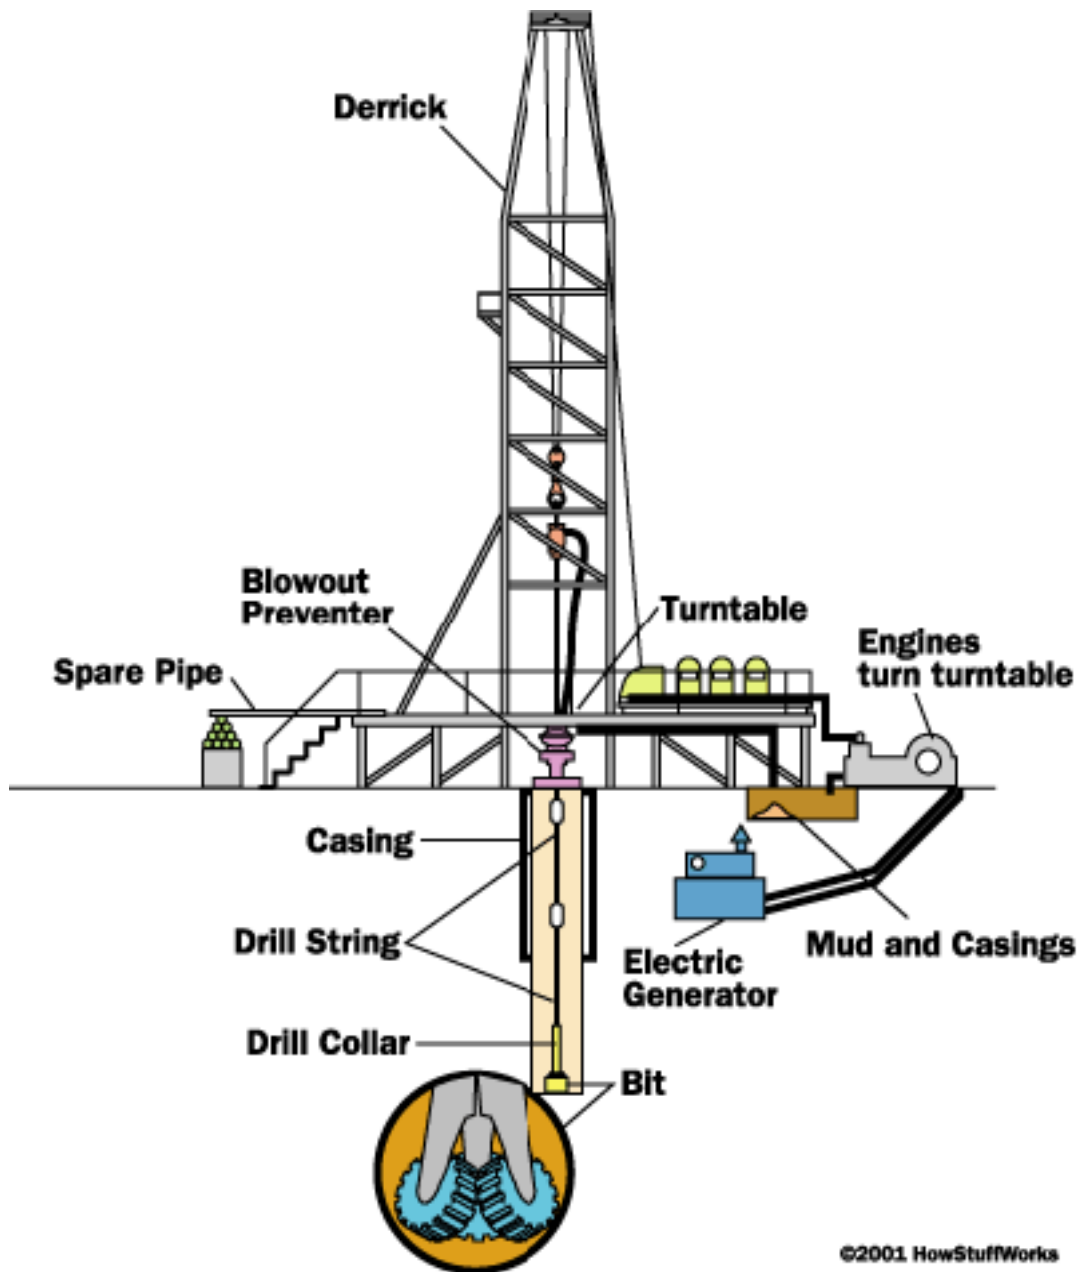 Derrick
Blowout
Preventer
Turntable
Engines
turn turntable
Spare Pipe
Casing
Drill String
Mud and Casings
Electric
Generator
Drill Collar
Bit
©2001 HowStuffWorks